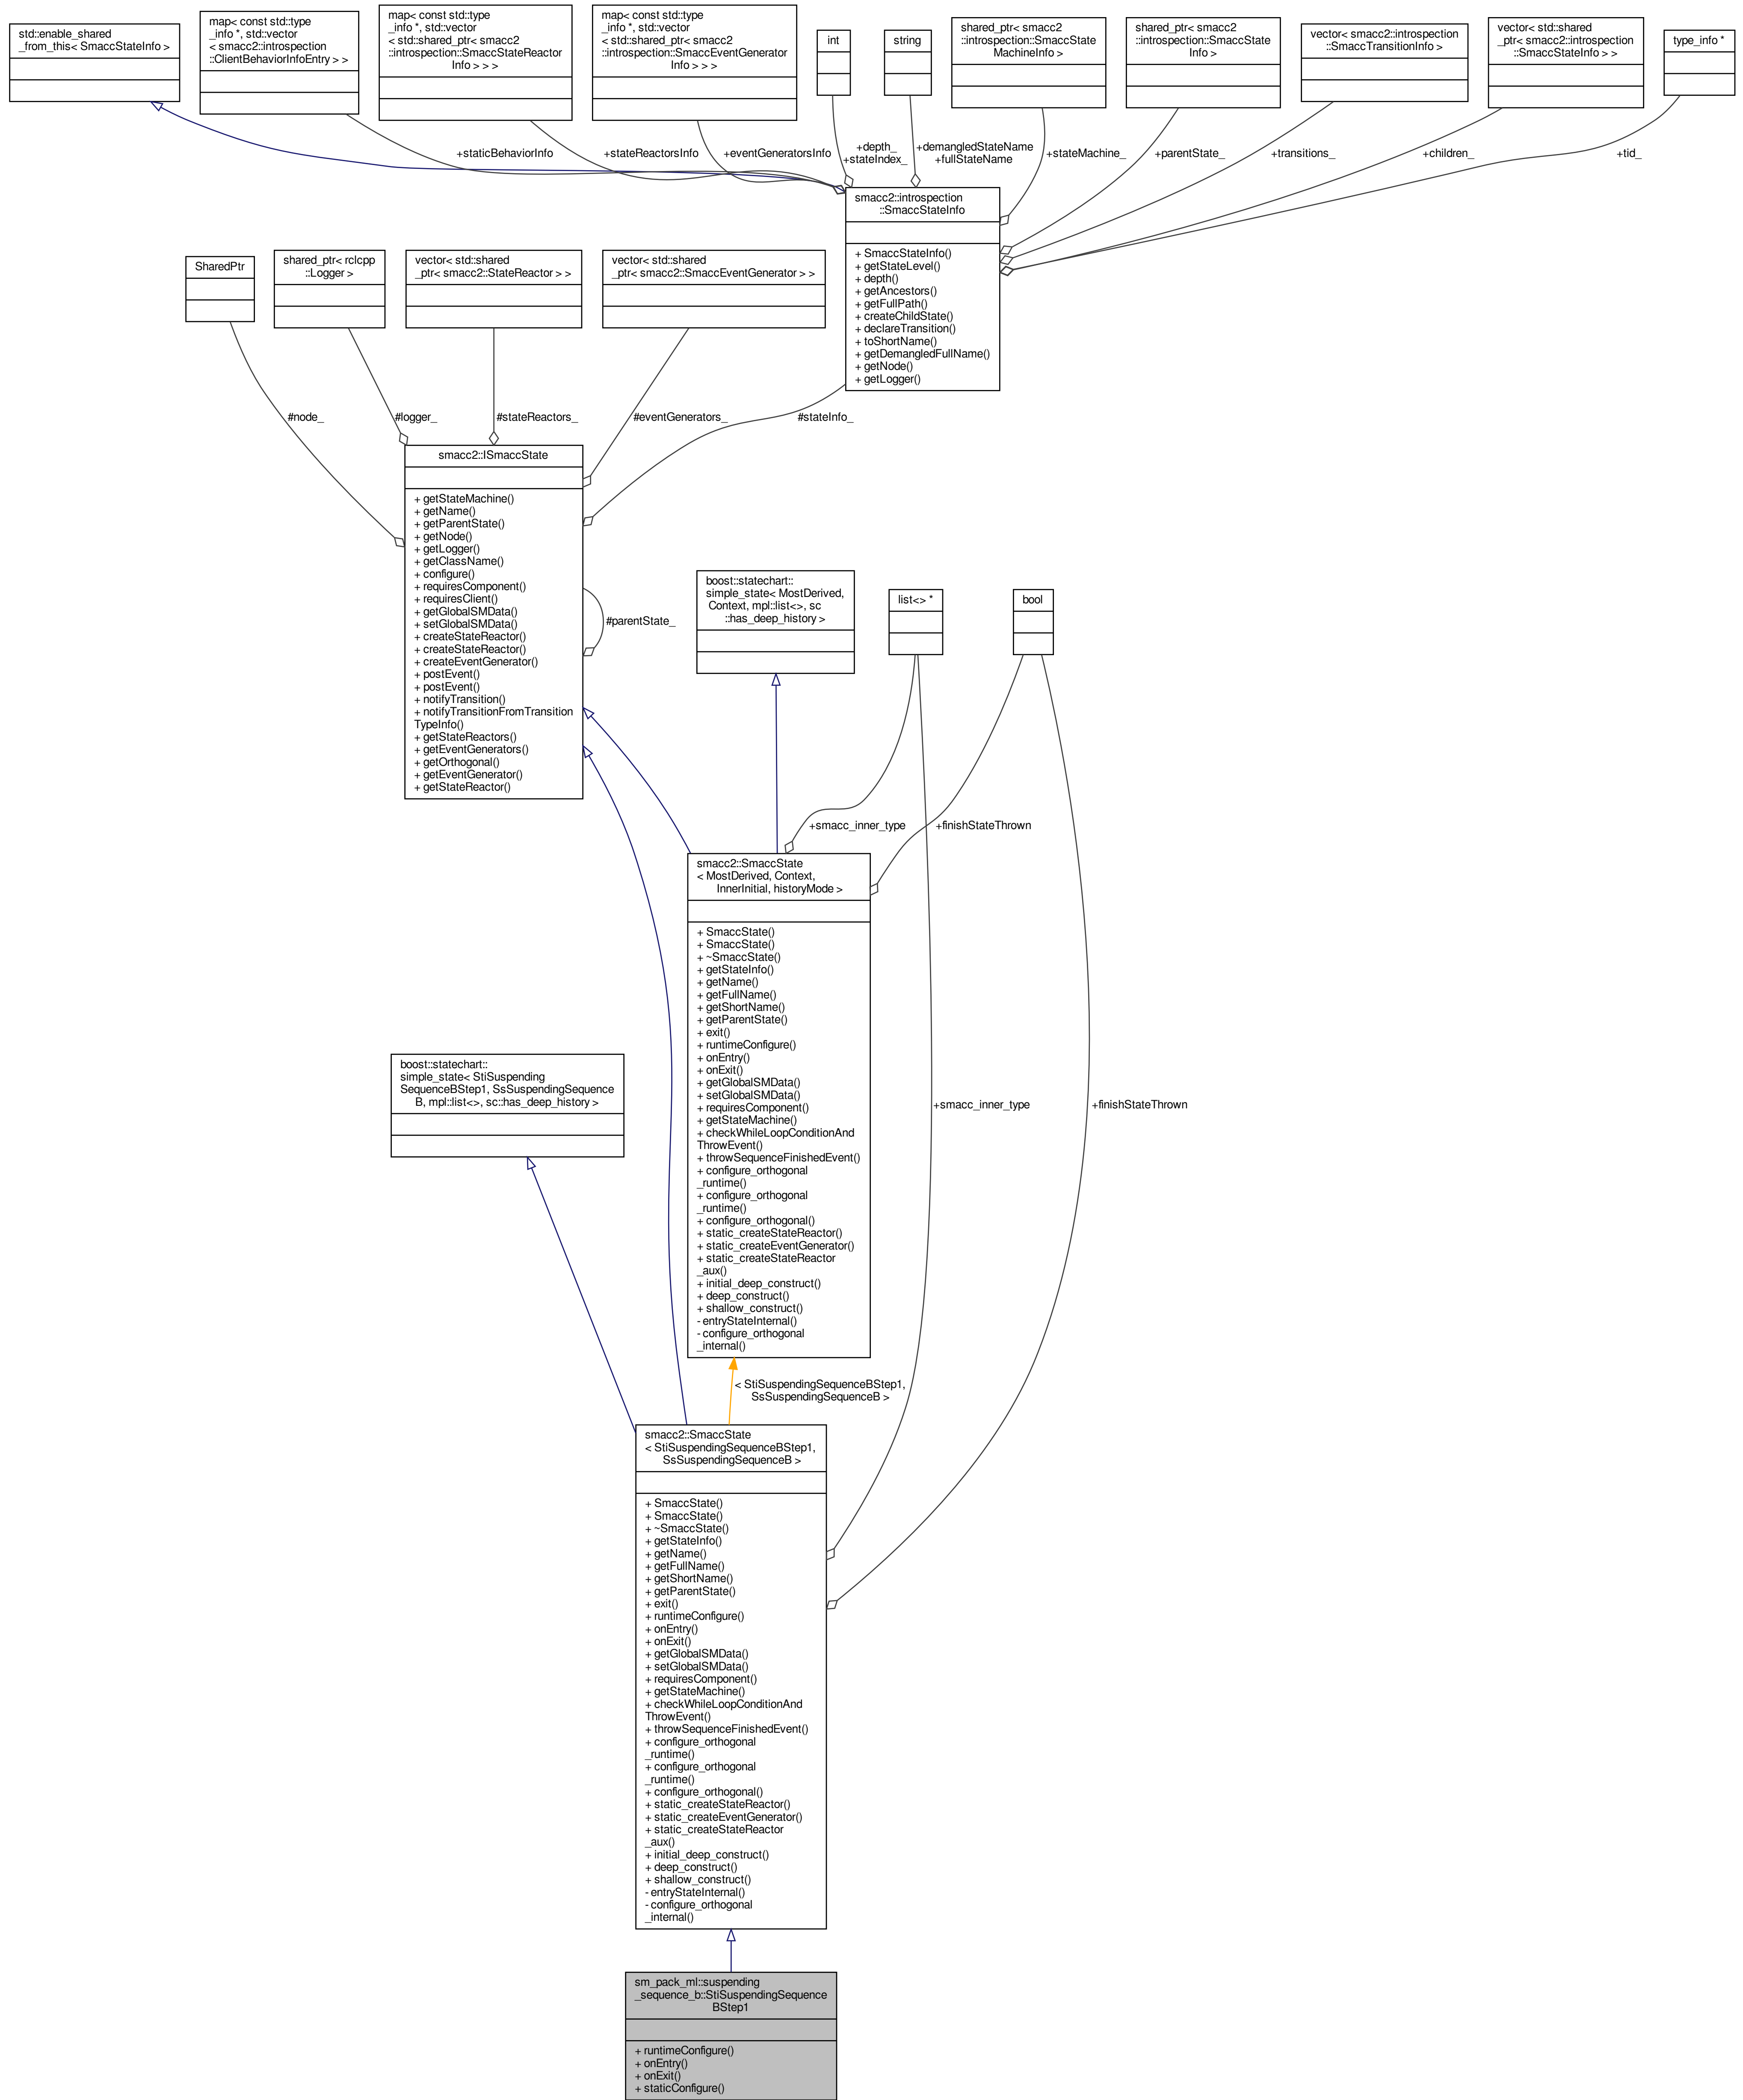 std::enable_shared
_from_this< SmaccStateInfo >
map< const std::type
_info *, std::vector
< smacc2::introspection
::ClientBehaviorInfoEntry > >
map< const std::type
_info *, std::vector
< std::shared_ptr< smacc2
::introspection::SmaccStateReactor
Info > > >
map< const std::type
_info *, std::vector
< std::shared_ptr< smacc2
::introspection::SmaccEventGenerator
Info > > >
int
string
shared_ptr< smacc2
::introspection::SmaccState
MachineInfo >
shared_ptr< smacc2
::introspection::SmaccState
Info >
vector< smacc2::introspection
::SmaccTransitionInfo >
vector< std::shared
_ptr< smacc2::introspection
::SmaccStateInfo > >
type_info *
+staticBehaviorInfo
+stateReactorsInfo
+eventGeneratorsInfo
+depth_
+stateIndex_
+demangledStateName
+fullStateName
+stateMachine_
+parentState_
+transitions_
+children_
+tid_
smacc2::introspection
::SmaccStateInfo
+ SmaccStateInfo()
+ getStateLevel()
+ depth()
+ getAncestors()
+ getFullPath()
+ createChildState()
+ declareTransition()
+ toShortName()
+ getDemangledFullName()
+ getNode()
+ getLogger()
SharedPtr
shared_ptr< rclcpp
::Logger >
vector< std::shared
_ptr< smacc2::StateReactor > >
vector< std::shared
_ptr< smacc2::SmaccEventGenerator > >
#node_
#logger_
#stateReactors_
#eventGenerators_
#stateInfo_
smacc2::ISmaccState
+ getStateMachine()
+ getName()
+ getParentState()
+ getNode()
+ getLogger()
+ getClassName()
+ configure()
+ requiresComponent()
+ requiresClient()
+ getGlobalSMData()
+ setGlobalSMData()
+ createStateReactor()
+ createStateReactor()
+ createEventGenerator()
+ postEvent()
+ postEvent()
+ notifyTransition()
+ notifyTransitionFromTransition
TypeInfo()
+ getStateReactors()
+ getEventGenerators()
+ getOrthogonal()
+ getEventGenerator()
+ getStateReactor()
#parentState_
boost::statechart::
simple_state< MostDerived,
Context, mpl::list<>, sc
::has_deep_history >
list<> *
bool
+smacc_inner_type
+finishStateThrown
smacc2::SmaccState
< MostDerived, Context,
InnerInitial, historyMode >
+ SmaccState()
+ SmaccState()
+ ~SmaccState()
+ getStateInfo()
+ getName()
+ getFullName()
+ getShortName()
+ getParentState()
+ exit()
+ runtimeConfigure()
+ onEntry()
+ onExit()
+ getGlobalSMData()
+ setGlobalSMData()
+ requiresComponent()
+ getStateMachine()
+ checkWhileLoopConditionAnd
ThrowEvent()
+ throwSequenceFinishedEvent()
+ configure_orthogonal
_runtime()
+ configure_orthogonal
_runtime()
+ configure_orthogonal()
+ static_createStateReactor()
+ static_createEventGenerator()
+ static_createStateReactor
_aux()
+ initial_deep_construct()
+ deep_construct()
+ shallow_construct()
- entryStateInternal()
- configure_orthogonal
_internal()
boost::statechart::
simple_state< StiSuspending
SequenceBStep1, SsSuspendingSequence
B, mpl::list<>, sc::has_deep_history >
+smacc_inner_type
+finishStateThrown
< StiSuspendingSequenceBStep1,
SsSuspendingSequenceB >
smacc2::SmaccState
< StiSuspendingSequenceBStep1,
SsSuspendingSequenceB >
+ SmaccState()
+ SmaccState()
+ ~SmaccState()
+ getStateInfo()
+ getName()
+ getFullName()
+ getShortName()
+ getParentState()
+ exit()
+ runtimeConfigure()
+ onEntry()
+ onExit()
+ getGlobalSMData()
+ setGlobalSMData()
+ requiresComponent()
+ getStateMachine()
+ checkWhileLoopConditionAnd
ThrowEvent()
+ throwSequenceFinishedEvent()
+ configure_orthogonal
_runtime()
+ configure_orthogonal
_runtime()
+ configure_orthogonal()
+ static_createStateReactor()
+ static_createEventGenerator()
+ static_createStateReactor
_aux()
+ initial_deep_construct()
+ deep_construct()
+ shallow_construct()
- entryStateInternal()
- configure_orthogonal
_internal()
sm_pack_ml::suspending
_sequence_b::StiSuspendingSequence
BStep1
+ runtimeConfigure()
+ onEntry()
+ onExit()
+ staticConfigure()